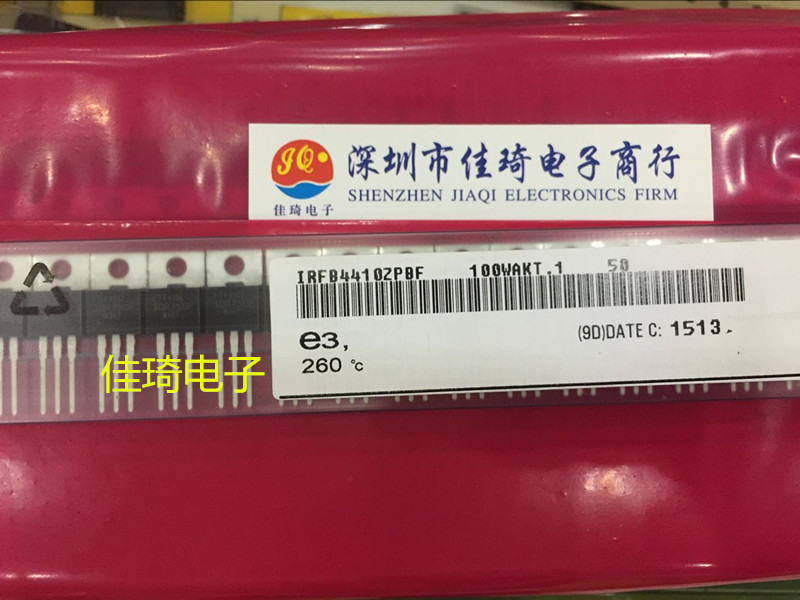 JQ
佳琦电子
深圳市佳琦电子商行
SHENZHEN JIAQI ELECTRONICS FIRM
IRFB4410ZPBF 100WAKT.1 50
e3,
(9D)DATE C: 1513
260 ℃
佳琦电子